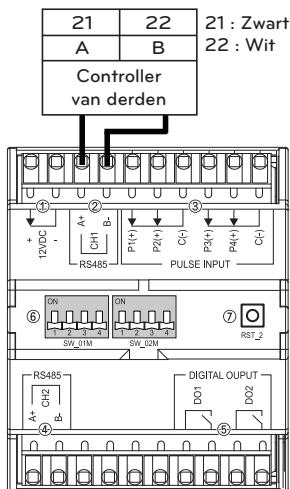 21 22
A B
Controller
van derden
21 : Zwart
22 : Wit
① ② ③
+ 12VDC -
A+ CH1 B-
RS485
P1(+) P2(+) C(-) P3(+) P4(+) C(-)
PULSE INPUT
⑥
ON
1 2 3 4
SW_01M
ON
1 2 3 4
SW_02M
⑦
RST_2
RS485
A+ CH2 B-
④
DIGITAL OUPUT
DO1 DO2
⑤